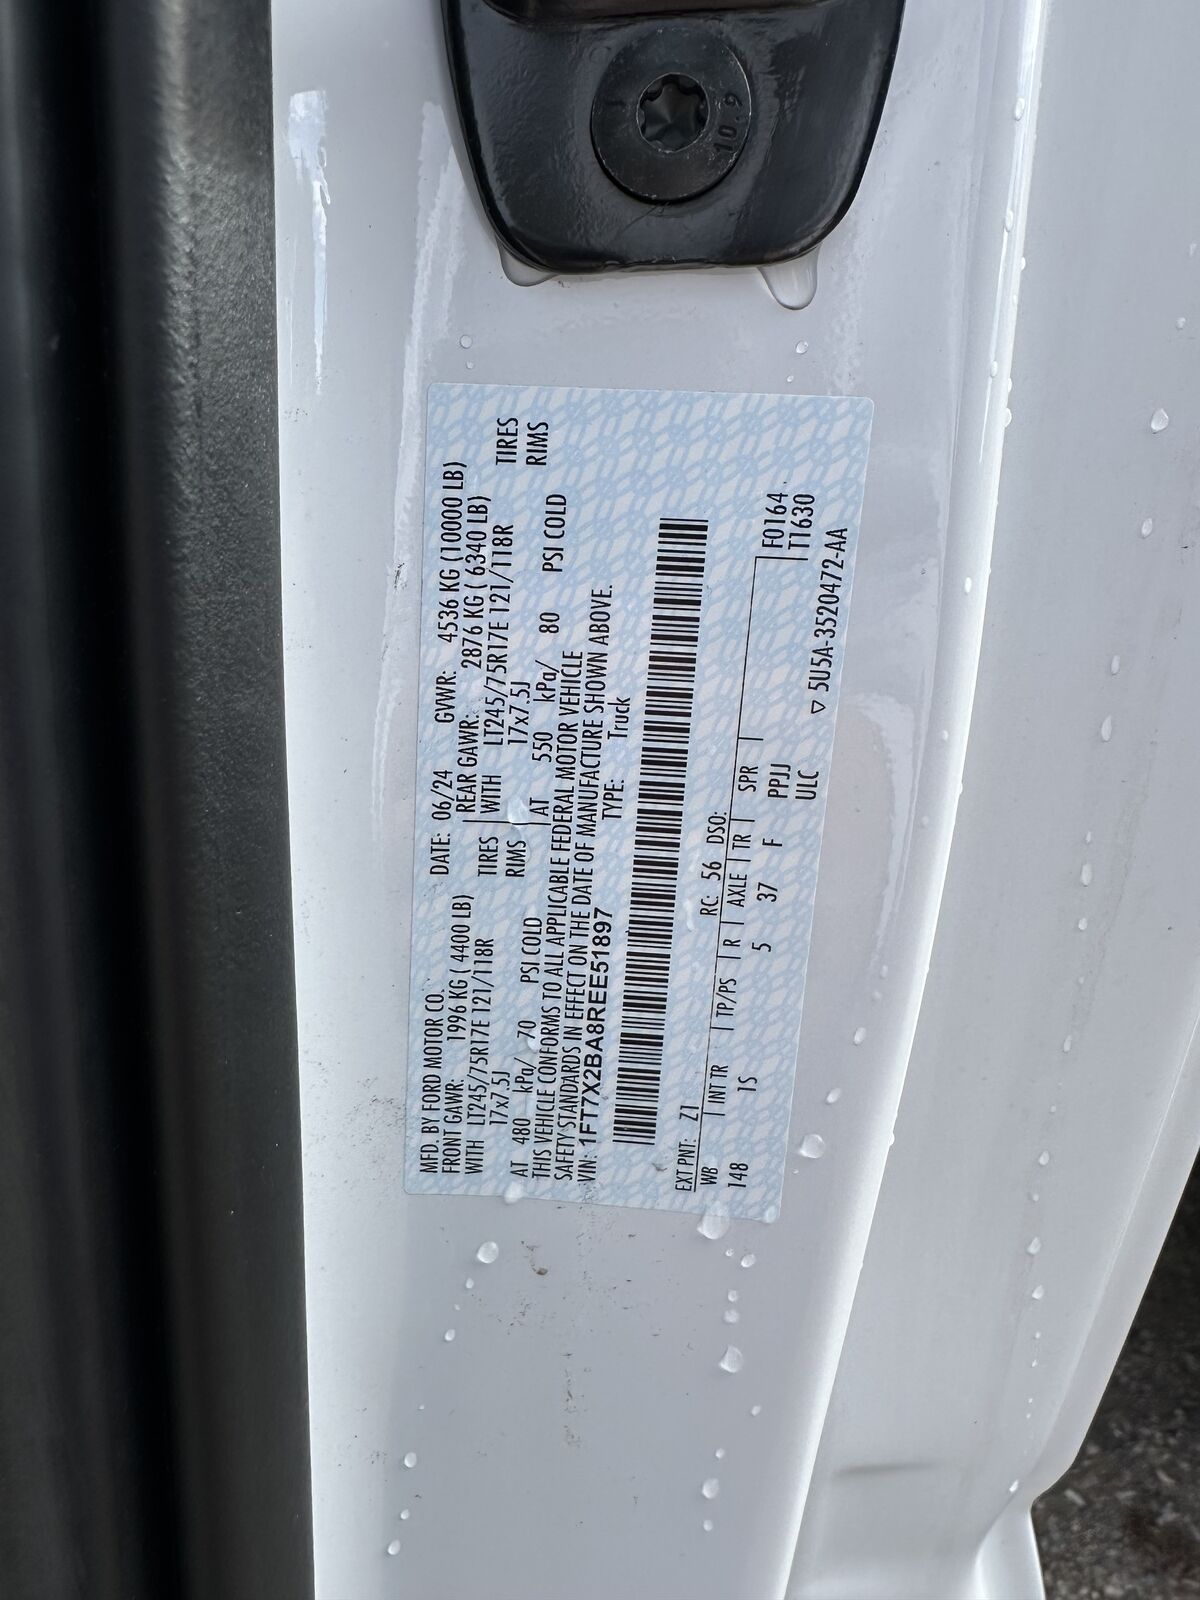 10.9
MFD. BY FORD MOTOR CO.
DATE: 06/24 GVWR: 4536 KG (10000 LB)
FRONT GAWR: 1996 KG ( 4400 LB)
REAR GAWR: 2876 KG ( 6340 LB)
WITH LT245/75R17E 121/118R TIRES
WITH LT245/75R17E 121/118R TIRES
17x7.5J RIMS
17x7.5J RIMS
AT 480 kPa/ 70 PSI COLD
AT 550 kPa/ 80 PSI COLD
THIS VEHICLE CONFORMS TO ALL APPLICABLE FEDERAL MOTOR VEHICLE
SAFETY STANDARDS IN EFFECT ON THE DATE OF MANUFACTURE SHOWN ABOVE.
VIN: 1FT7X2BA8REE51897 TYPE: Truck
EXT PNT: Z1 RC: 56 DSO:
WB INT TR TP/PS R AXLE TR SPR F0164
148 1S 5 37 F PPJJ T1630
ULC
▽ 5U5A-3520472-AA